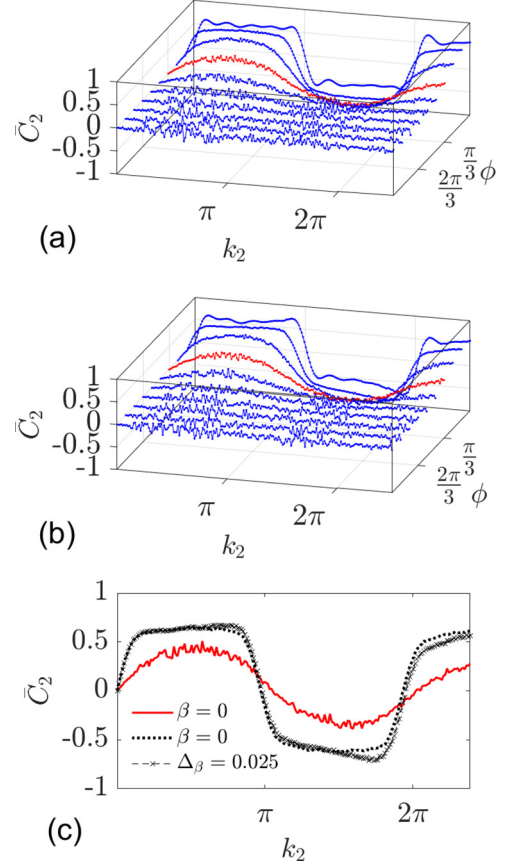 1
0.5
0
-0.5
-1
C̄₂
π
2π
k₂
2π/3
π/3
ϕ
(a)
1
0.5
0
-0.5
-1
C̄₂
π
2π
k₂
2π/3
π/3
ϕ
(b)
1
0.5
0
-0.5
-1
C̄₂
β = 0
β = 0
Δ_β = 0.025
π
2π
k₂
(c)